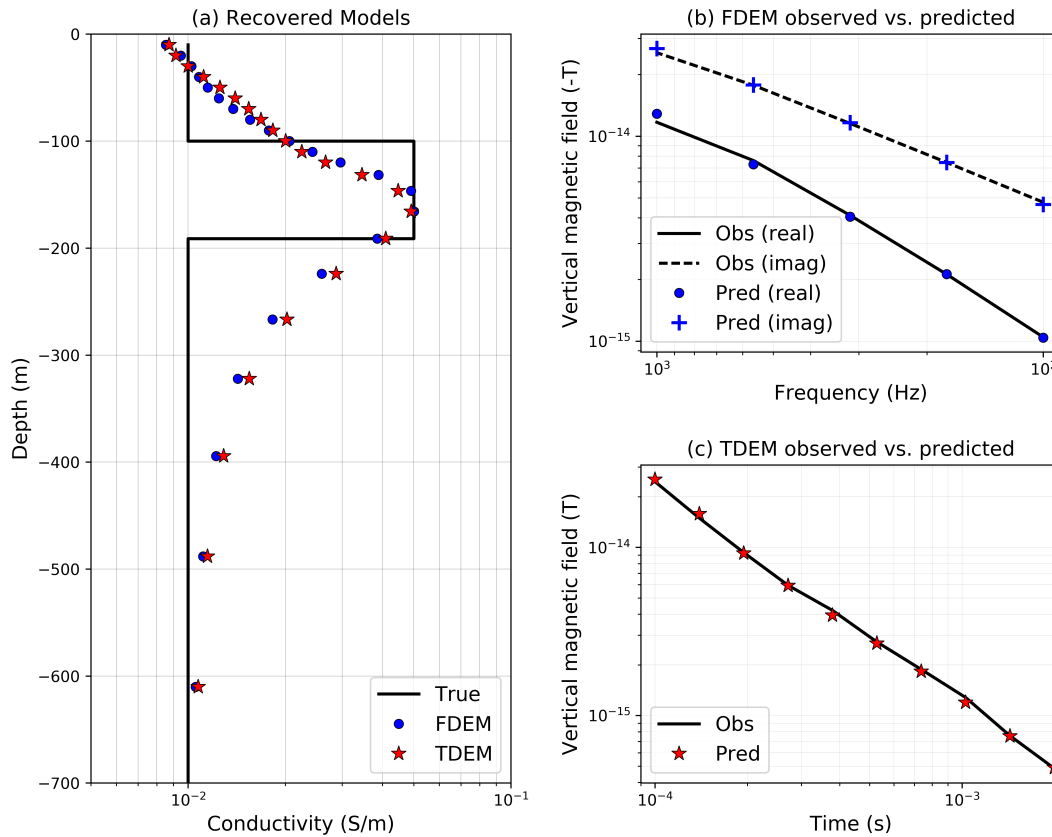 (a) Recovered Models
0
−100
−200
−300
−400
−500
−600
−700
Depth (m)
10⁻²
10⁻¹
Conductivity (S/m)
True
FDEM
TDEM
(b) FDEM observed vs. predicted
Vertical magnetic field (-T)
10⁻¹⁴
10⁻¹⁵
Obs (real)
Obs (imag)
Pred (real)
Pred (imag)
10³
Frequency (Hz)
(c) TDEM observed vs. predicted
Vertical magnetic field (T)
10⁻¹⁴
10⁻¹⁵
Obs
Pred
10⁻⁴
10⁻³
Time (s)